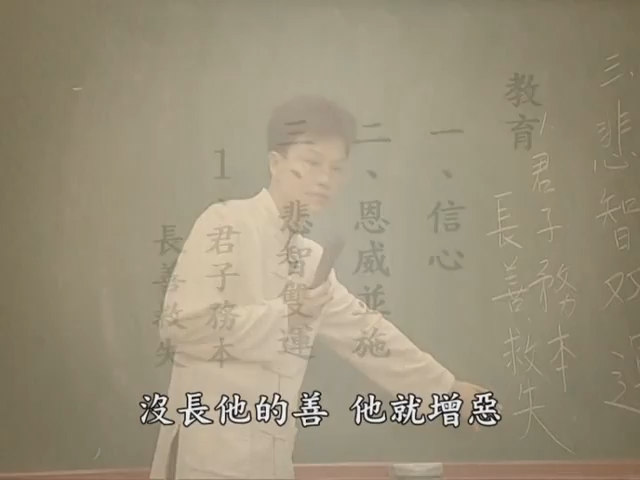 教育
一、信心
二、恩威並施
三、悲智雙運
1、君子務本
長善救失
三、悲智双運
1、君子務本
長善救失
沒長他的善 他就增惡